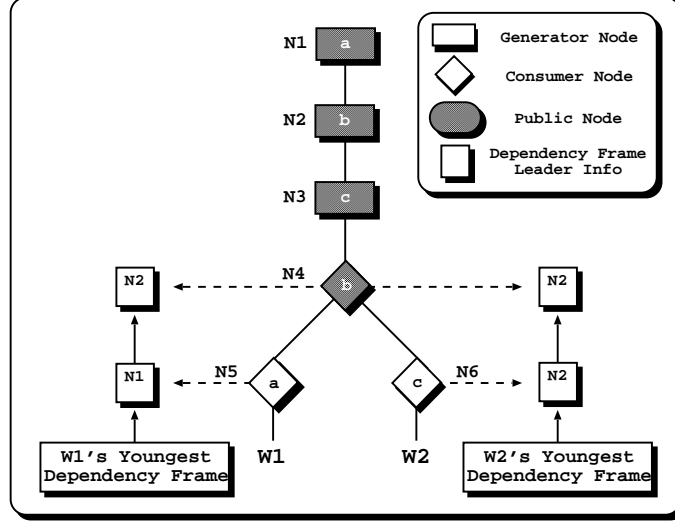 N1
a
N2
b
N3
c
N4
b
N2
N2
N1
N5
a
c
N6
N2
W1
W2
W1's Youngest
Dependency Frame
W2's Youngest
Dependency Frame
Generator Node
Consumer Node
Public Node
Dependency Frame
Leader Info